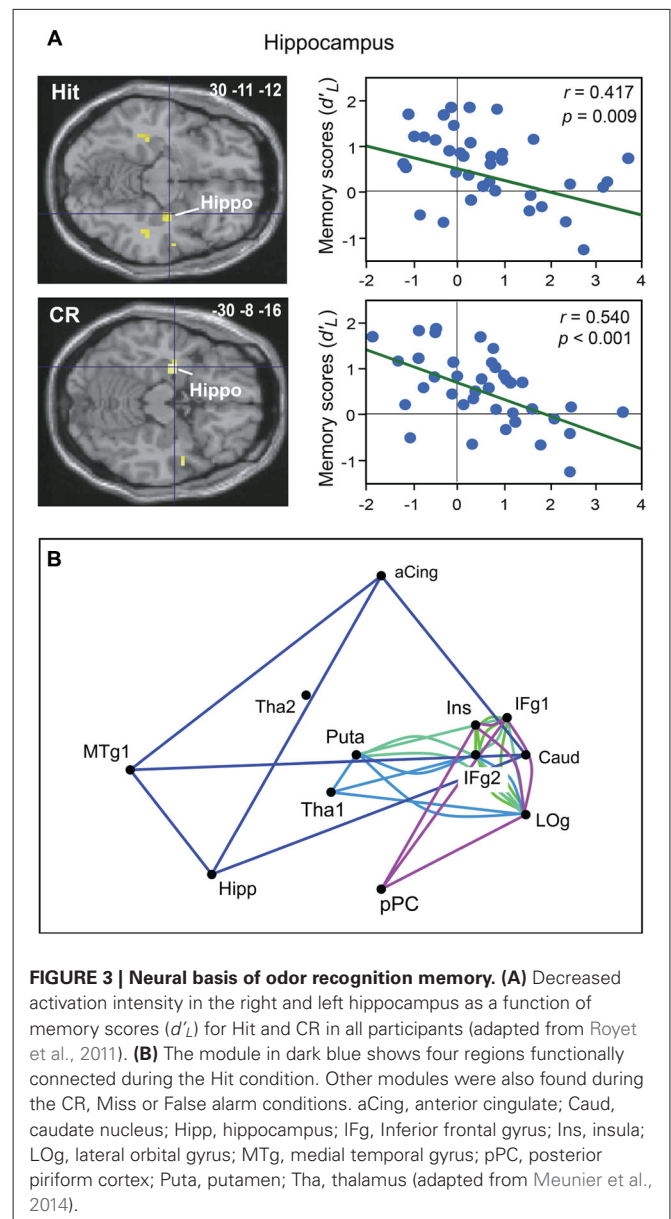 A
Hippocampus
Hit
30 -11 -12
Hippo
Memory scores (d'L)
2
1
0
-1
r = 0.417
p = 0.009
-2 -1 0 1 2 3 4
CR
-30 -8 -16
Hippo
Memory scores (d'L)
2
1
0
-1
r = 0.540
p < 0.001
-2 -1 0 1 2 3 4
B
aCing
Tha2
Ins
IFg1
Puta
MTg1
Caud
IFg2
Tha1
LOg
Hipp
pPC
FIGURE 3 | Neural basis of odor recognition memory. (A) Decreased
activation intensity in the right and left hippocampus as a function of
memory scores (d'L) for Hit and CR in all participants (adapted from Royet
et al., 2011). (B) The module in dark blue shows four regions functionally
connected during the Hit condition. Other modules were also found during
the CR, Miss or False alarm conditions. aCing, anterior cingulate; Caud,
caudate nucleus; Hipp, hippocampus; IFg, Inferior frontal gyrus; Ins, insula;
LOg, lateral orbital gyrus; MTg, medial temporal gyrus; pPC, posterior
piriform cortex; Puta, putamen; Tha, thalamus (adapted from Meunier et al.,
2014).